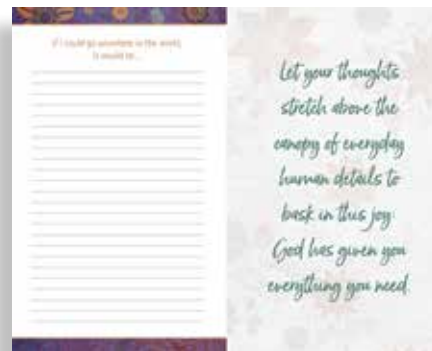 If I could go anywhere in the world,
it would be...
Let your thoughts
stretch above the
canopy of everyday
human details to
bask in this joy:
God has given you
everything you need.